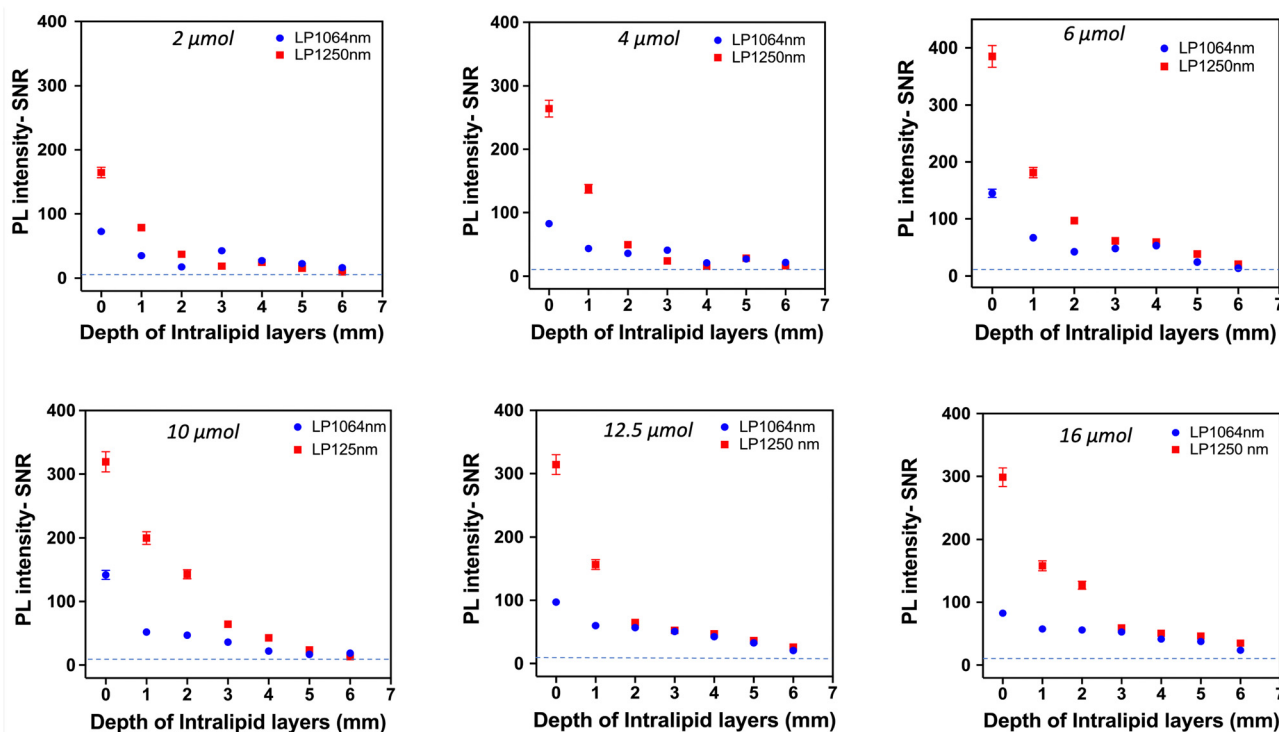 2 μmol
LP1064nm
LP1250nm
PL intensity- SNR
400
300
200
100
0
0 1 2 3 4 5 6 7
Depth of Intralipid layers (mm)
4 μmol
LP1064nm
LP1250nm
PL intensity- SNR
400
300
200
100
0
0 1 2 3 4 5 6 7
Depth of Intralipid layers (mm)
6 μmol
LP1064nm
LP1250nm
PL intensity- SNR
400
300
200
100
0
0 1 2 3 4 5 6 7
Depth of Intralipid layers (mm)
10 μmol
LP1064nm
LP125nm
PL intensity- SNR
400
300
200
100
0
0 1 2 3 4 5 6 7
Depth of Intralipid layers (mm)
12.5 μmol
LP1064nm
LP1250 nm
PL intensity- SNR
400
300
200
100
0
0 1 2 3 4 5 6 7
Depth of Intralipid layers (mm)
16 μmol
LP1064nm
LP1250 nm
PL intensity- SNR
400
300
200
100
0
0 1 2 3 4 5 6 7
Depth of Intralipid layers (mm)